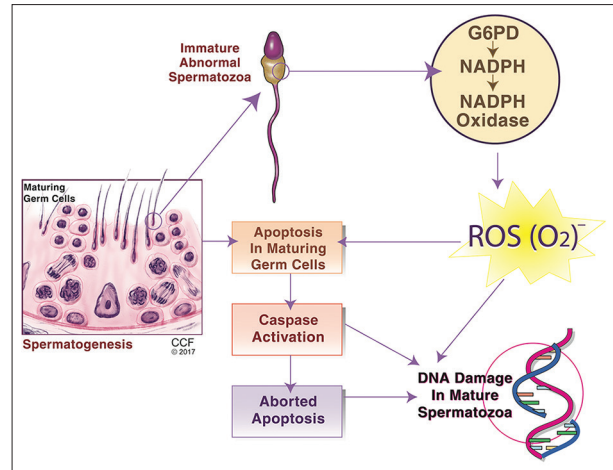 Immature
Abnormal
Spermatozoa
G6PD
NADPH
NADPH
Oxidase
Maturing
Germ Cells
Spermatogenesis
CCF
© 2017
Apoptosis
In Maturing
Germ Cells
ROS (O₂)⁻
Caspase
Activation
Aborted
Apoptosis
DNA Damage
In Mature
Spermatozoa